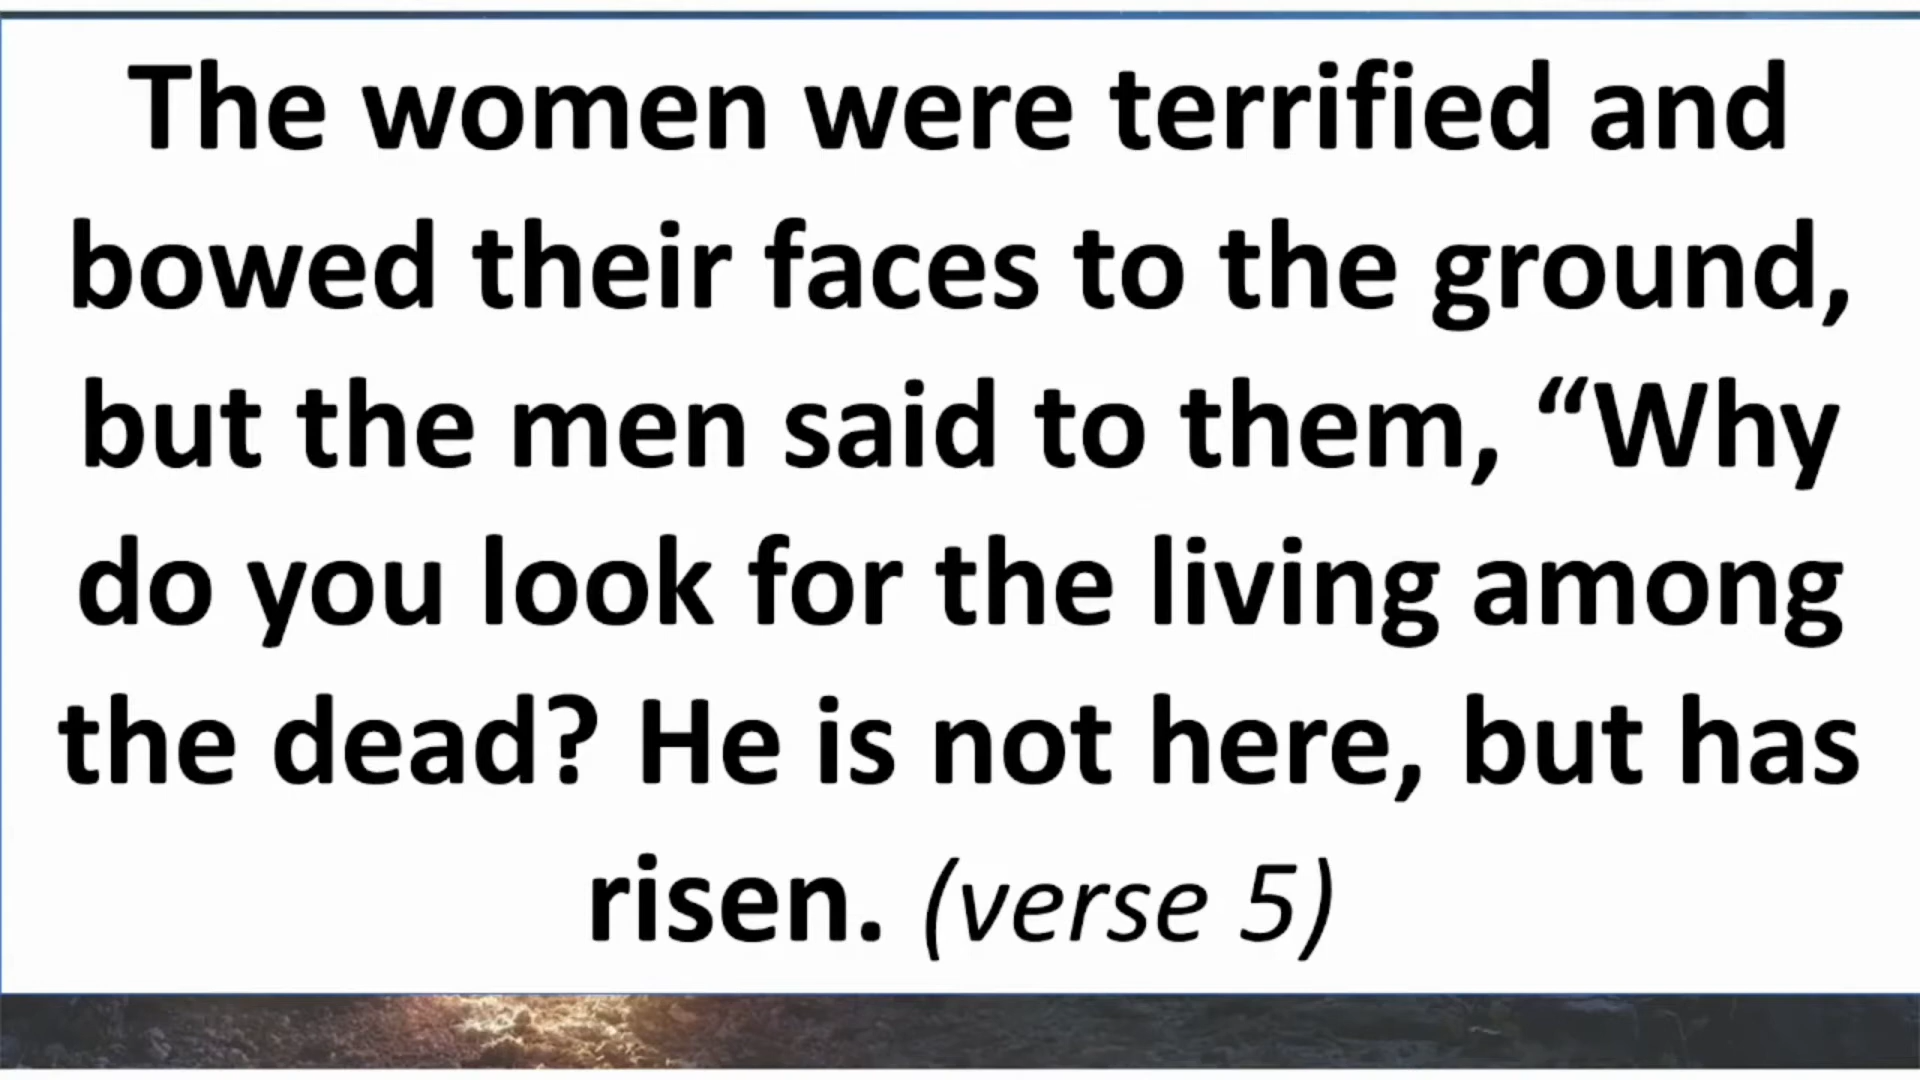 The women were terrified and
bowed their faces to the ground,
but the men said to them, “Why
do you look for the living among
the dead? He is not here, but has
risen. (verse 5)